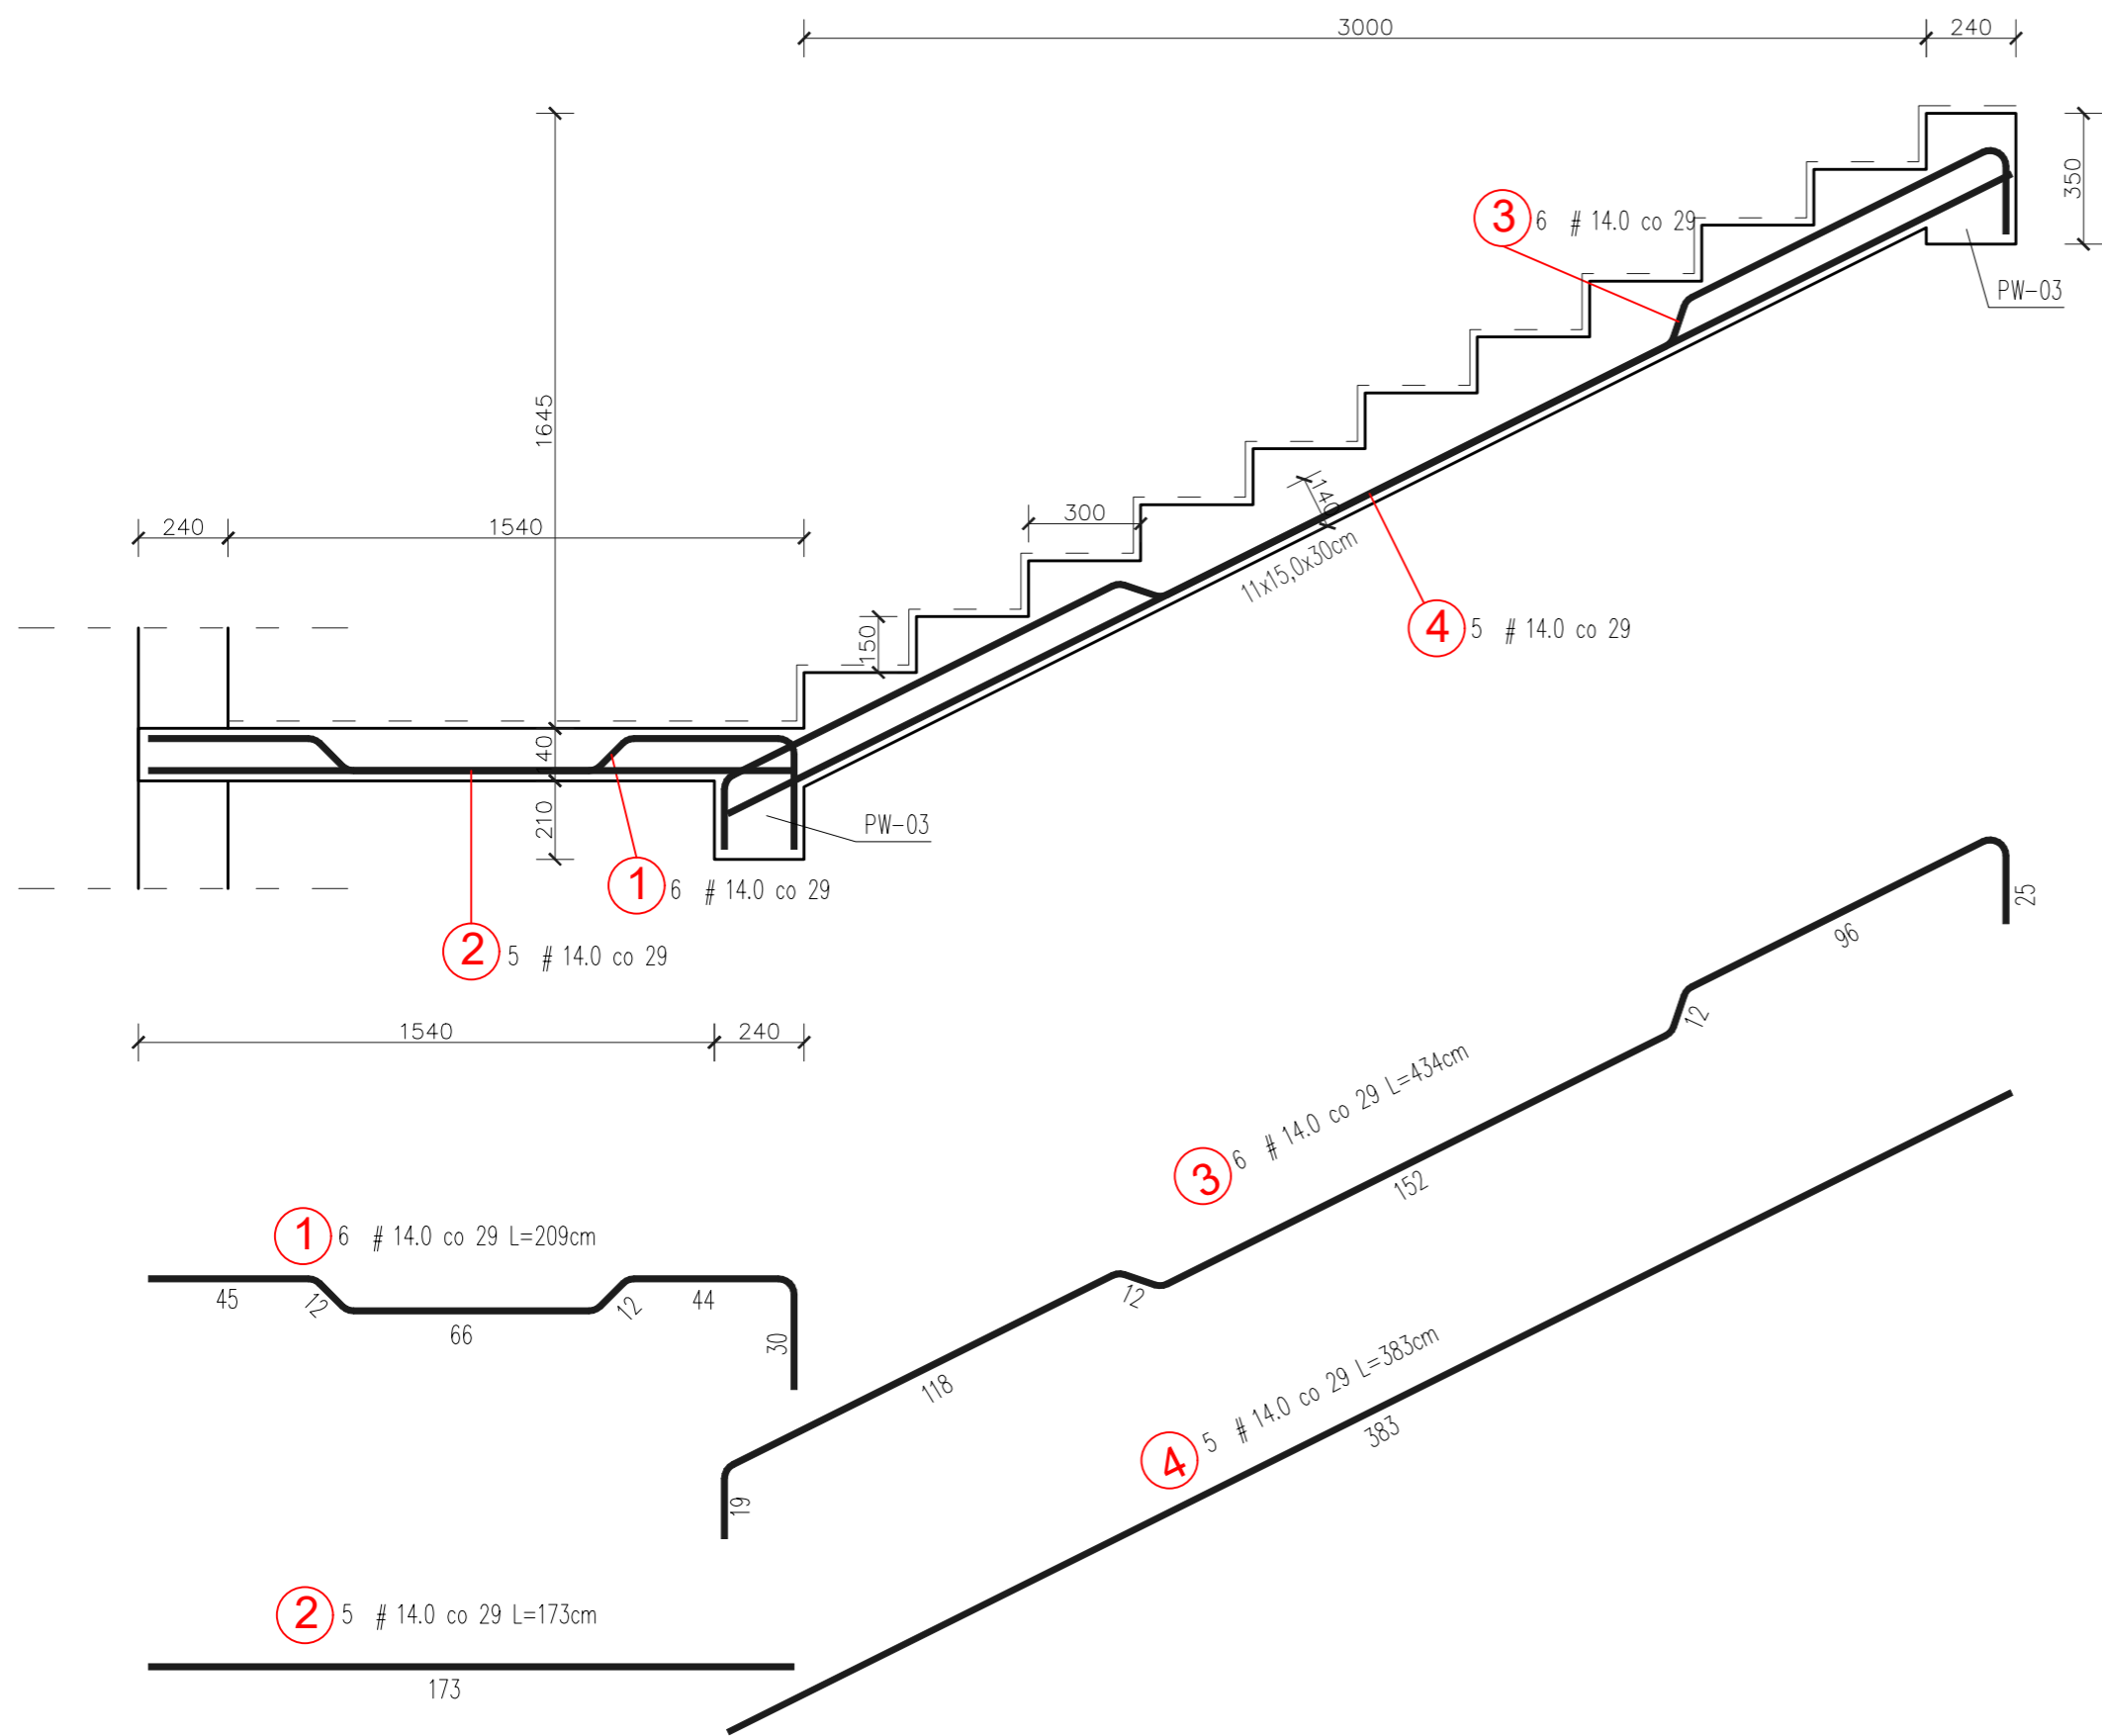 3000
240
350
3 6 # 14.0 co 29
PW-03
1645
300
140
11x15,0x30cm
240
1540
4 5 # 14.0 co 29
150
140
210
PW-03
1 6 # 14.0 co 29
2 5 # 14.0 co 29
1540
240
25
96
12
3 6 # 14.0 co 29 L=434cm
152
12
118
19
1 6 # 14.0 co 29 L=209cm
45
12
66
12
44
30
4 5 # 14.0 co 29 L=383cm
383
2 5 # 14.0 co 29 L=173cm
173